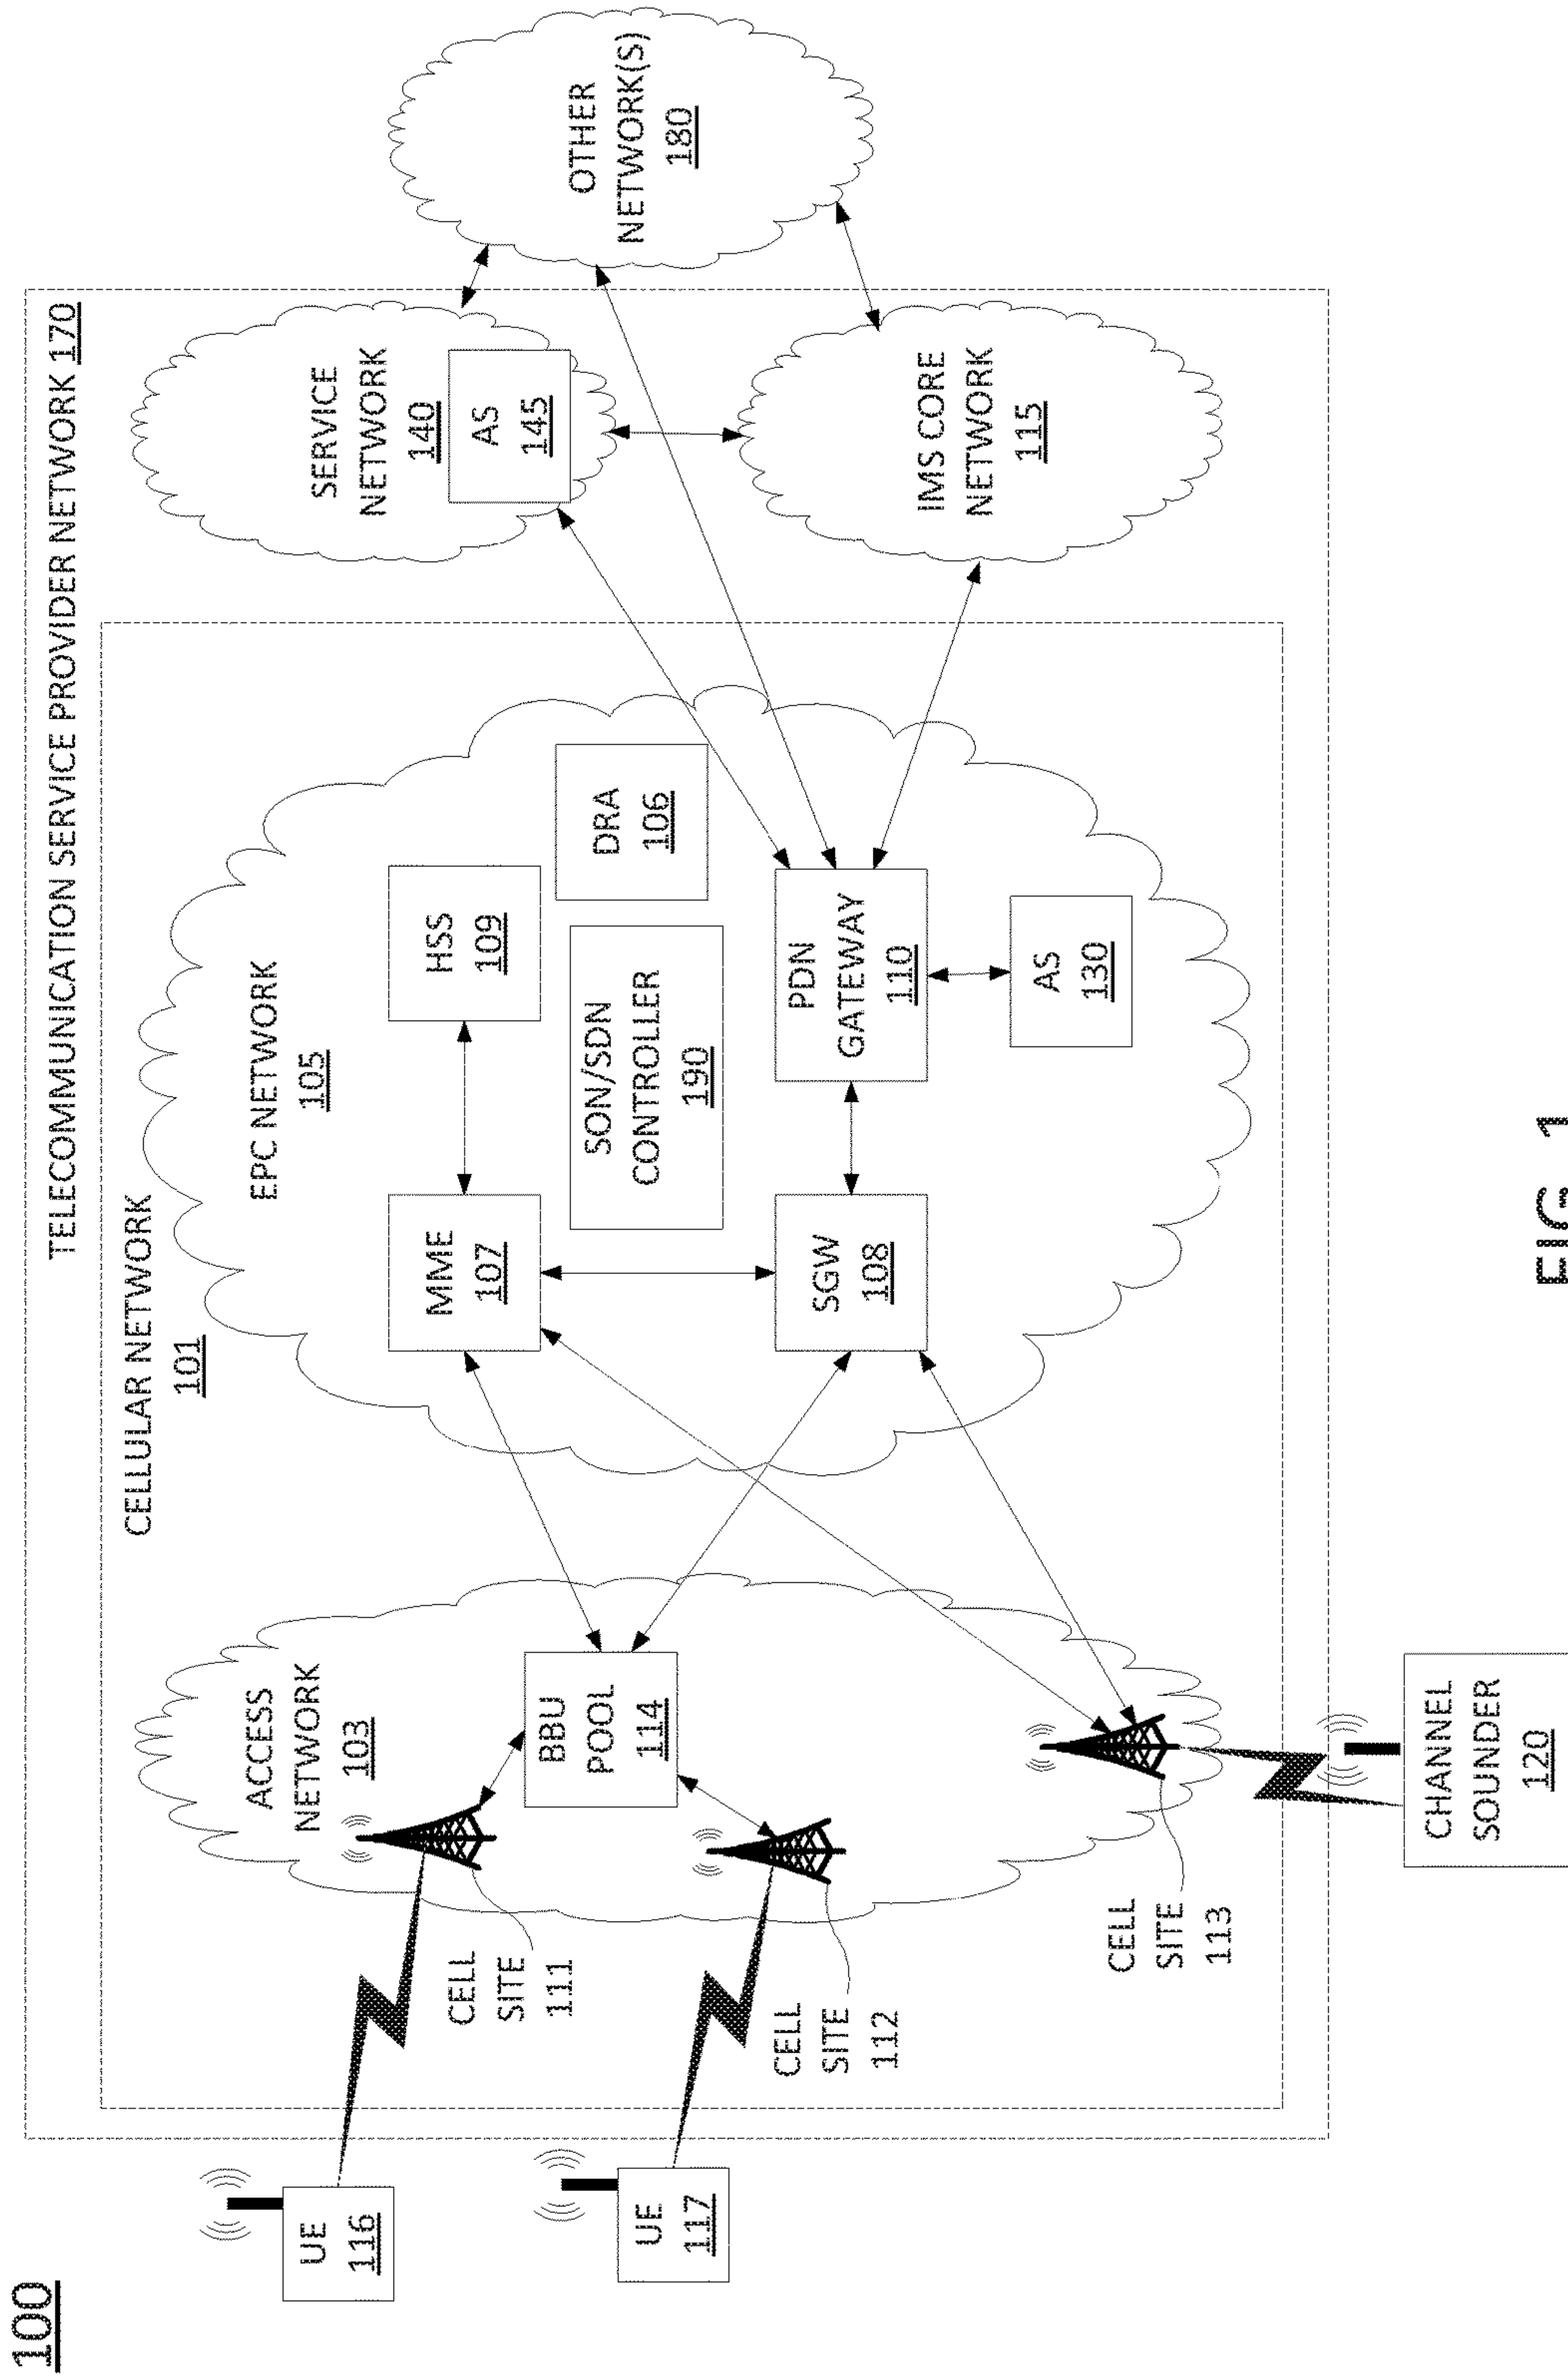 100
TELECOMMUNICATION SERVICE PROVIDER NETWORK 170
CELLULAR NETWORK
101
UE
116
UE
117
ACCESS
NETWORK
103
CELL
SITE
111
BBU
POOL
114
CELL
SITE
112
CELL
SITE
113
CHANNEL
SOUNDER
120
EPC NETWORK
105
MME
107
HSS
109
SON/SDN
CONTROLLER
190
DRA
106
SGW
108
PDN
GATEWAY
110
AS
130
SERVICE
NETWORK
140
AS
145
IMS CORE
NETWORK
115
OTHER
NETWORK(S)
180
FIG. 1